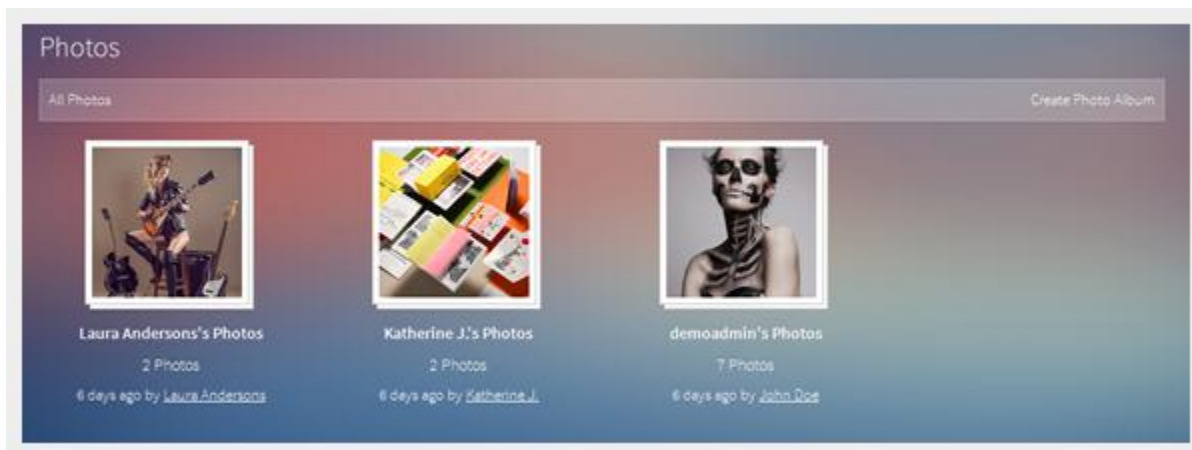 Photos
All Photos
Create Photo Album
Laura Andersons's Photos
2 Photos
6 days ago by Laura Andersons
Katherine J.'s Photos
2 Photos
6 days ago by Katherine J.
demoadmin's Photos
7 Photos
6 days ago by John Doe